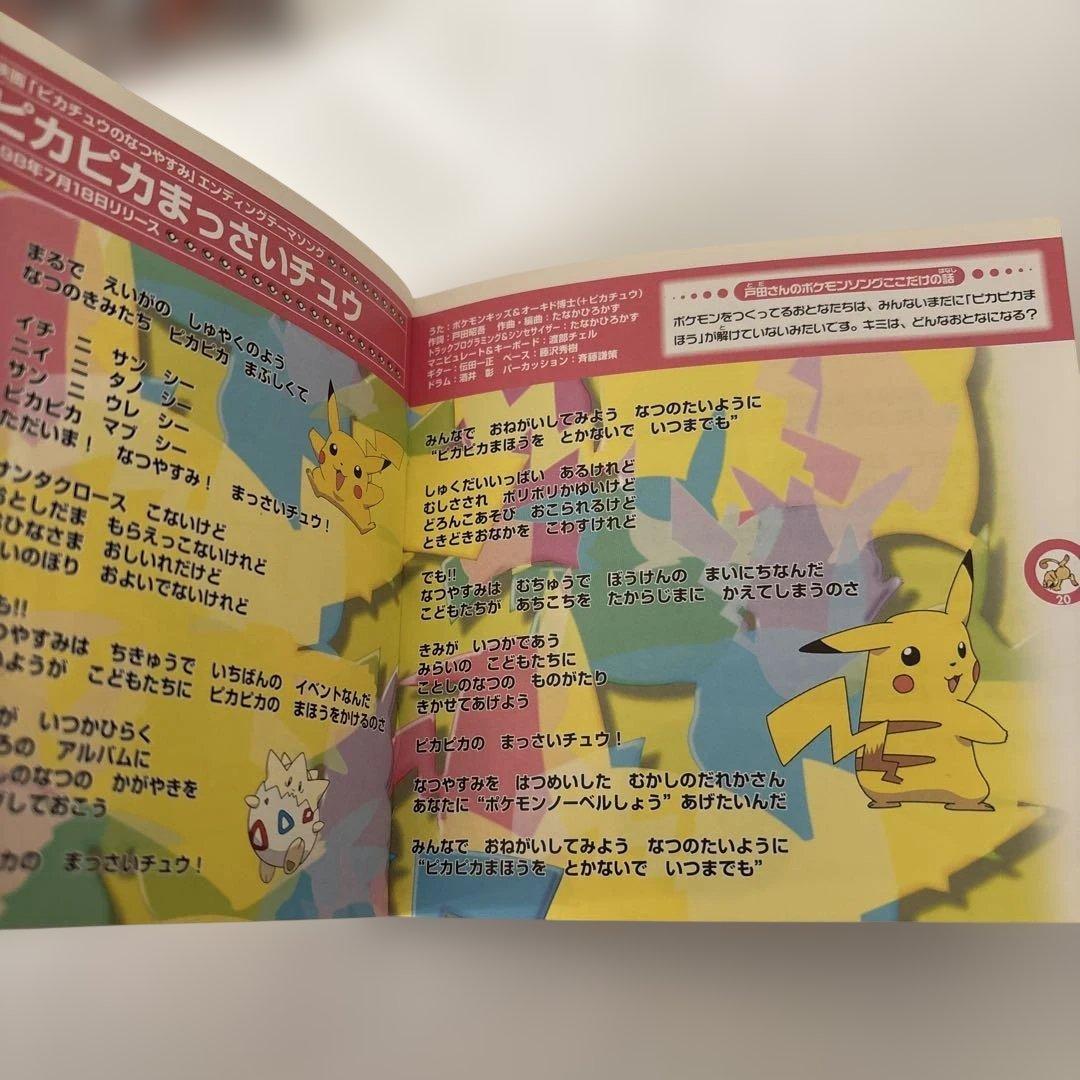 映画「ピカチュウのなつやすみ」エンディングテーマソング
ピカピカまっさいチュウ
98年7月18日リリース
まるで えいがの しゅやくのよう
なつのきみたち ピカピカ まぶしくて
イチ ニ サン シー
ニイ ニ タノ シー
サン ニ ウレ シー
ピカピカ マブ シー
ただいま! なつやすみ! まっさいチュウ!
サンタクロース こないけど
おとしだま もらえっこないけれど
おひなさま おしいれだけど
いのぼり およいでないけれど
も!!
つやすみは ちきゅうで いちばんの イベントなんだ
のようが こどもたちに ピカピカの まほうをかけるのさ
が いつかひらく
ろの アルバムに
しのなつの かがやきを
しておこう
カの まっさいチュウ!
うた:ポケモンキッズ&オーキド博士(+ピカチュウ)
作詞:戸田昭吾 作曲・編曲:たなかひろかず
トラックプログラミング&シンセサイザー:たなかひろかず
マニピュレート&キーボード:渡部チェル
ギター:伝田一正 ベース:藤沢秀樹
ドラム:酒井 彰 パーカッション:斉藤謙策
戸田さんのポケモンソングここだけの話
ポケモンをつくってるおとなたちは、みんないまだに「ピカピカま
ほう」が解けていないみたいです。キミは、どんなおとなになる?
みんなで おねがいしてみよう なつのたいように
“ピカピカまほうを とかないで いつまでも”
しゅくだいいっぱい あるけれど
むしさされ ポリポリかゆいけど
どろんこあそび おこられるけど
ときどきおなかを こわすけれど
でも!!
なつやすみは むちゅうで ぼうけんの まいにちなんだ
こどもたちが あちこちを たからじまに かえてしまうのさ
きみが いつかであう
みらいの こどもたちに
ことしのなつの ものがたり
きかせてあげよう
ピカピカの まっさいチュウ!
なつやすみを はつめいした むかしのだれかさん
あなたに “ポケモンノーベルしょう” あげたいんだ
みんなで おねがいしてみよう なつのたいように
“ピカピカまほうを とかないで いつまでも”
20